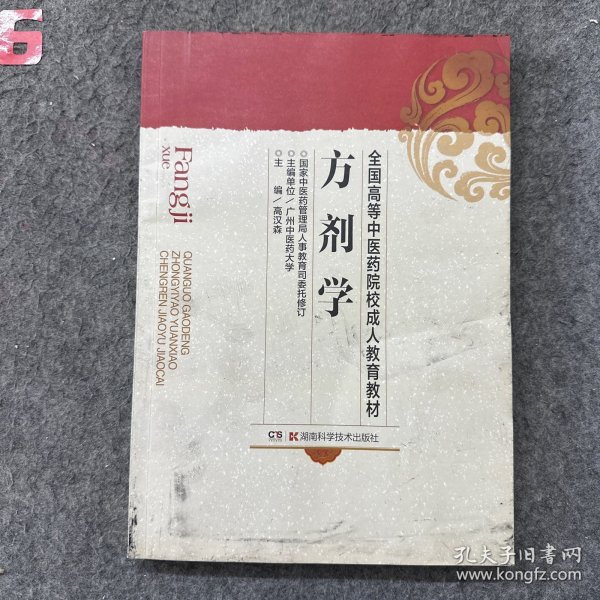 全国高等中医药院校成人教育教材
方剂学
◎国家中医药管理局人事教育司委托修订
◎主编单位/广州中医药大学
◎主 编/高汉森
Fangji
xue
QUANGUO GAODENG
ZHONGYIYAO YUANXIAO
CHENGREN JIAOYU JIAOCAI
湖南科学技术出版社
孔夫子旧书网
www.kongfz.com